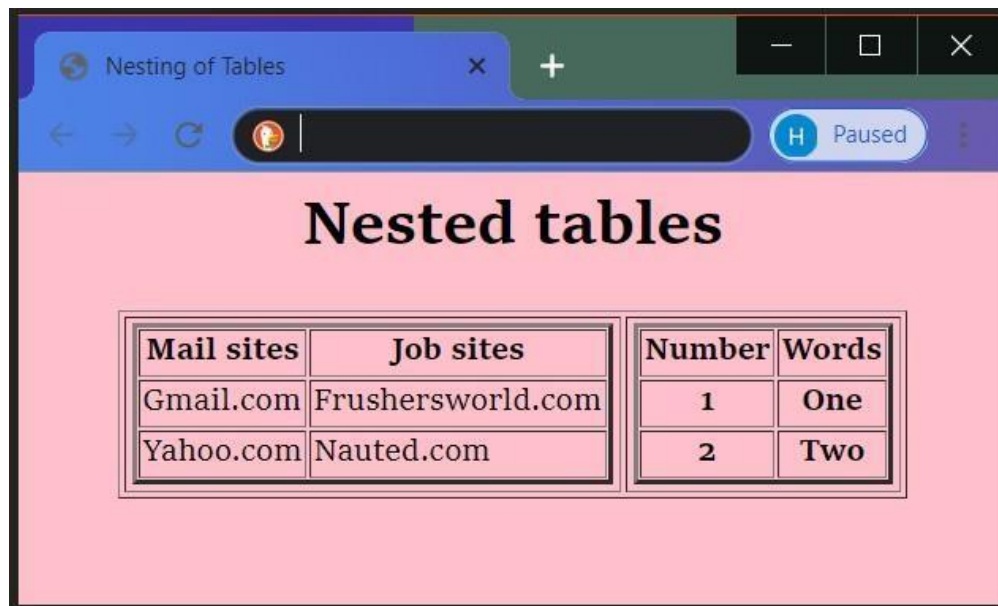 Nesting of Tables
H Paused
Nested tables
Mail sites Job sites Number Words
Gmail.com Frushersworld.com 1 One
Yahoo.com Nauted.com 2 Two